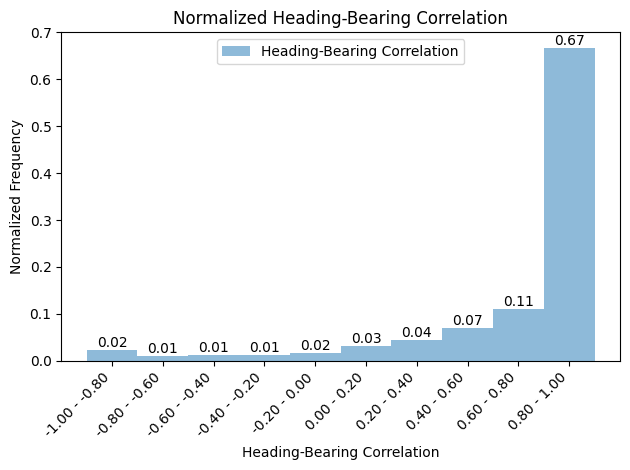 Normalized Heading-Bearing Correlation
Heading-Bearing Correlation
Normalized Frequency
0.7
0.6
0.5
0.4
0.3
0.2
0.1
0.0
0.02
0.01
0.01
0.01
0.02
0.03
0.04
0.07
0.11
0.67
-1.00 - -0.80
-0.80 - -0.60
-0.60 - -0.40
-0.40 - -0.20
-0.20 - 0.00
0.00 - 0.20
0.20 - 0.40
0.40 - 0.60
0.60 - 0.80
0.80 - 1.00
Heading-Bearing Correlation